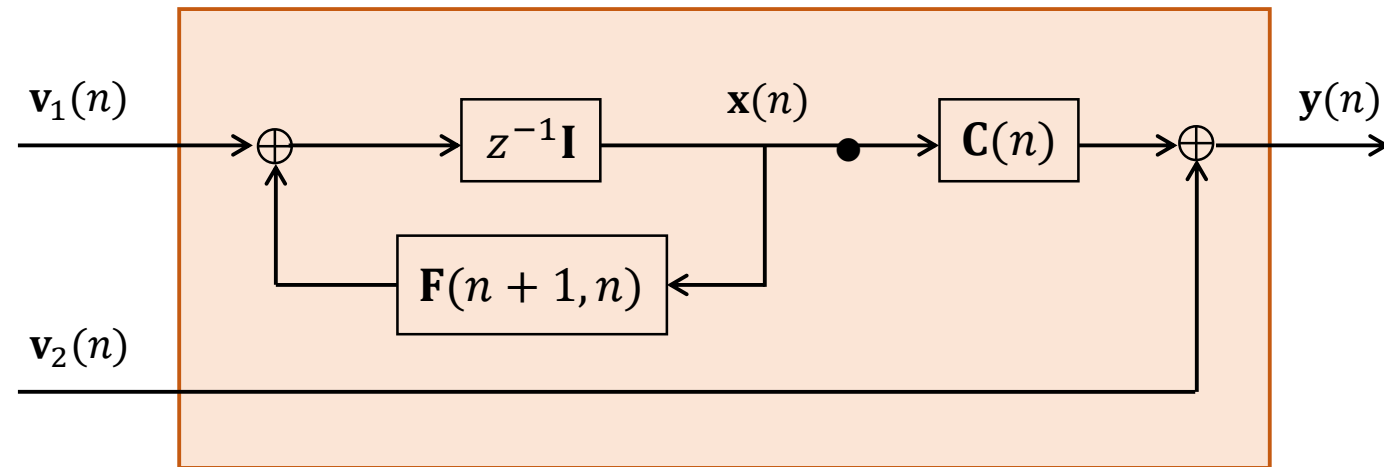 𝐯₁(n)
z⁻¹𝐈
𝐱(n)
𝐂(n)
𝐲(n)
𝐅(n + 1, n)
𝐯₂(n)